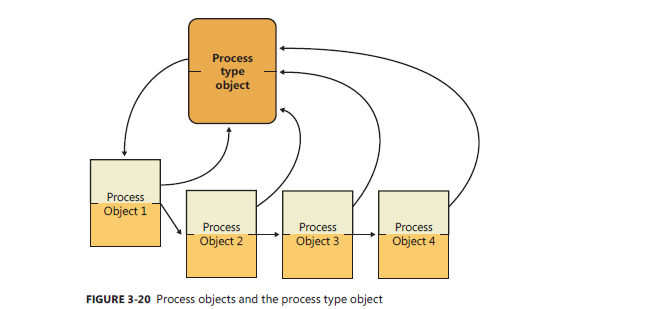 Process
type
object
Process
Object 1
Process
Object 2
Process
Object 3
Process
Object 4
FIGURE 3-20 Process objects and the process type object